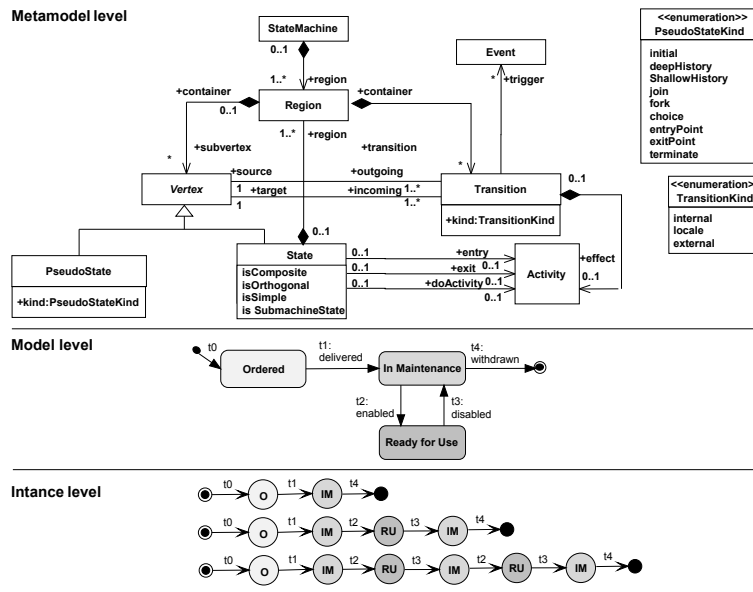 Metamodel level
StateMachine
0..1
1..*
+region
<<enumeration>>
PseudoStateKind
initial
deepHistory
ShallowHistory
join
fork
choice
entryPoint
exitPoint
terminate
Event
*
+trigger
+container
0..1
Region
+container
1..*
+region
+subvertex
*
+transition
*
Vertex
+source
1
+target
1
+outgoing
+incoming
1..*
1..*
Transition
+kind:TransitionKind
0..1
<<enumeration>>
TransitionKind
internal
locale
external
0..1
State
isComposite
isOrthogonal
isSimple
is SubmachineState
0..1
0..1
0..1
+entry
+exit
0..1
+doActivity
0..1
0..1
Activity
+effect
0..1
PseudoState
+kind:PseudoStateKind
Model level
t0
Ordered
t1:
delivered
In Maintenance
t4:
withdrawn
t2:
enabled
t3:
disabled
Ready for Use
Intance level
t0 O t1 IM t4
t0 O t1 IM t2 RU t3 IM t4
t0 O t1 IM t2 RU t3 IM t2 RU t3 IM t4